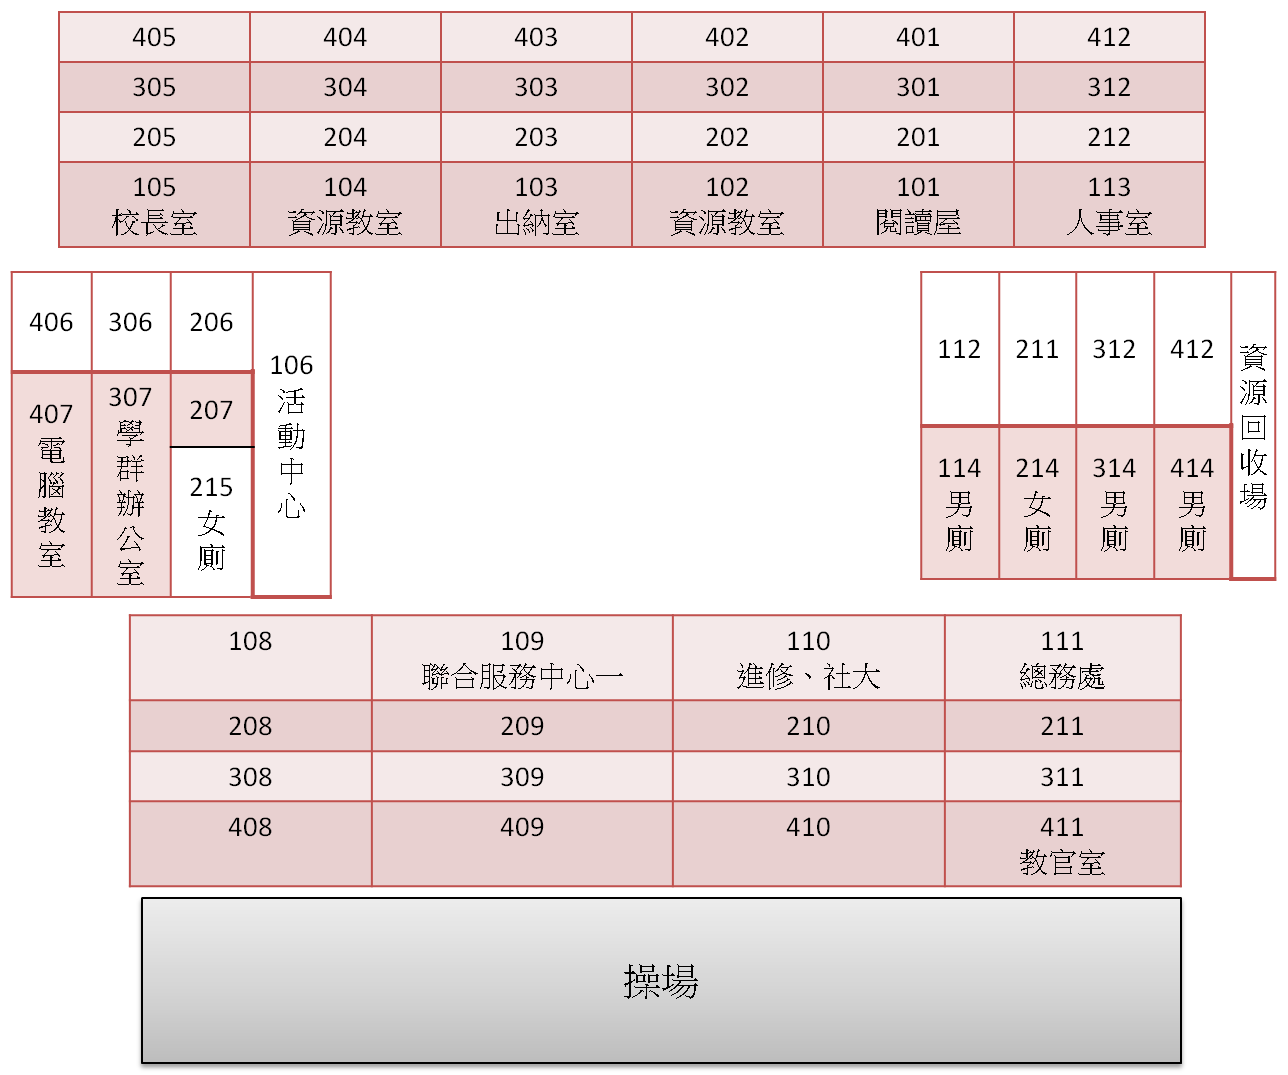 405 404 403 402 401 412
305 304 303 302 301 312
205 204 203 202 201 212
105 104 103 102 101 113
校長室 資源教室 出納室 資源教室 閱讀屋 人事室
406 306 206
106
活動中心
407
電腦教室
307
學群辦公室
207
215
女廁
112 211 312 412
資源回收場
114
男廁
214
女廁
314
男廁
414
男廁
108 109 110 111
聯合服務中心一 進修、社大 總務處
208 209 210 211
308 309 310 311
408 409 410 411
教官室
操場